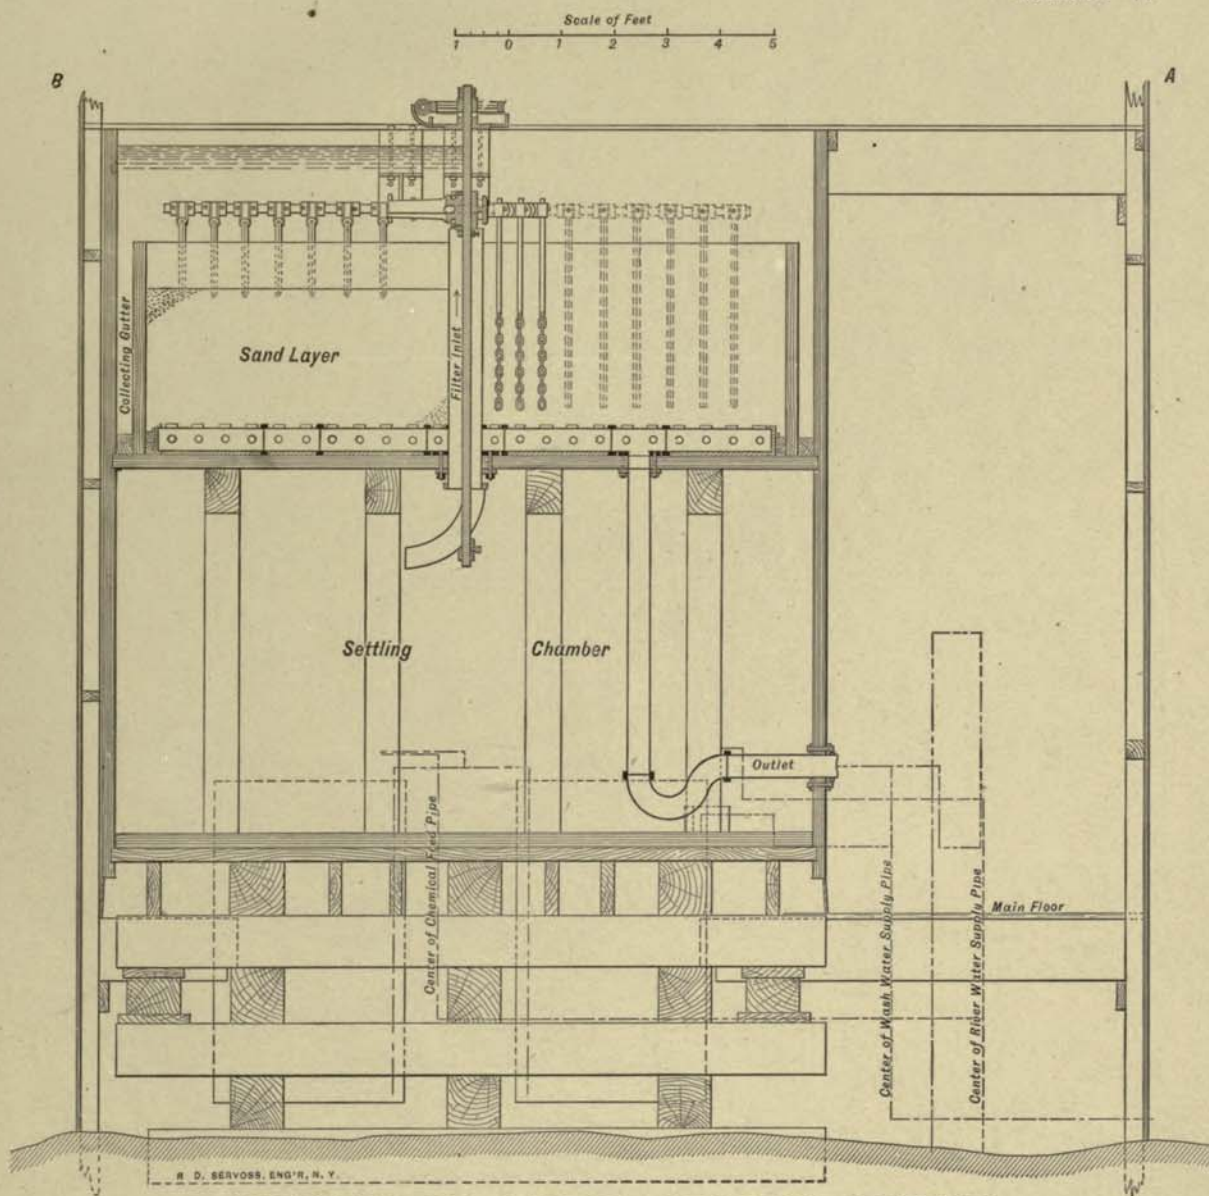 Scale of Feet
1 0 1 2 3 4 5
B
A
Collecting Gutter
Sand Layer
Filter Inlet
Settling Chamber
Outlet
Center of Chemical Feed Pipe
Center of Wash Water Supply Pipe
Center of River Water Supply Pipe
Main Floor
R D. SERVOSS, ENG'R, N. Y.